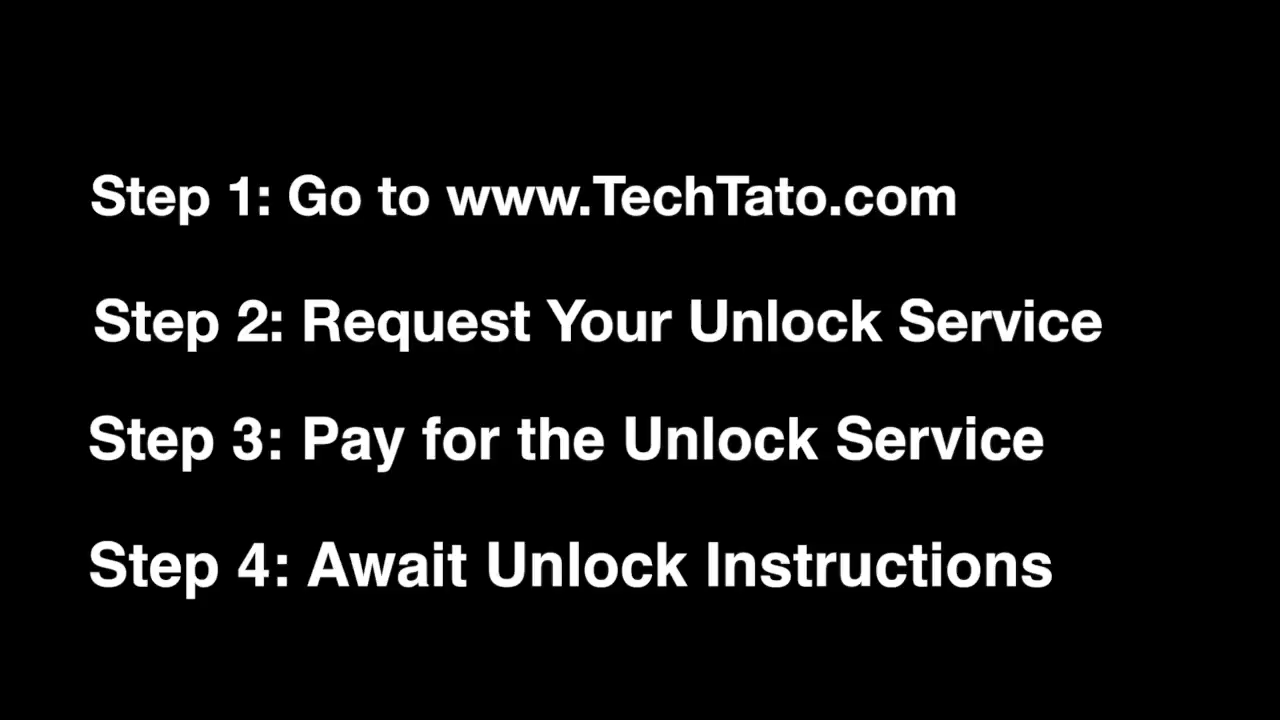 Step 1: Go to www.TechTato.com
Step 2: Request Your Unlock Service
Step 3: Pay for the Unlock Service
Step 4: Await Unlock Instructions